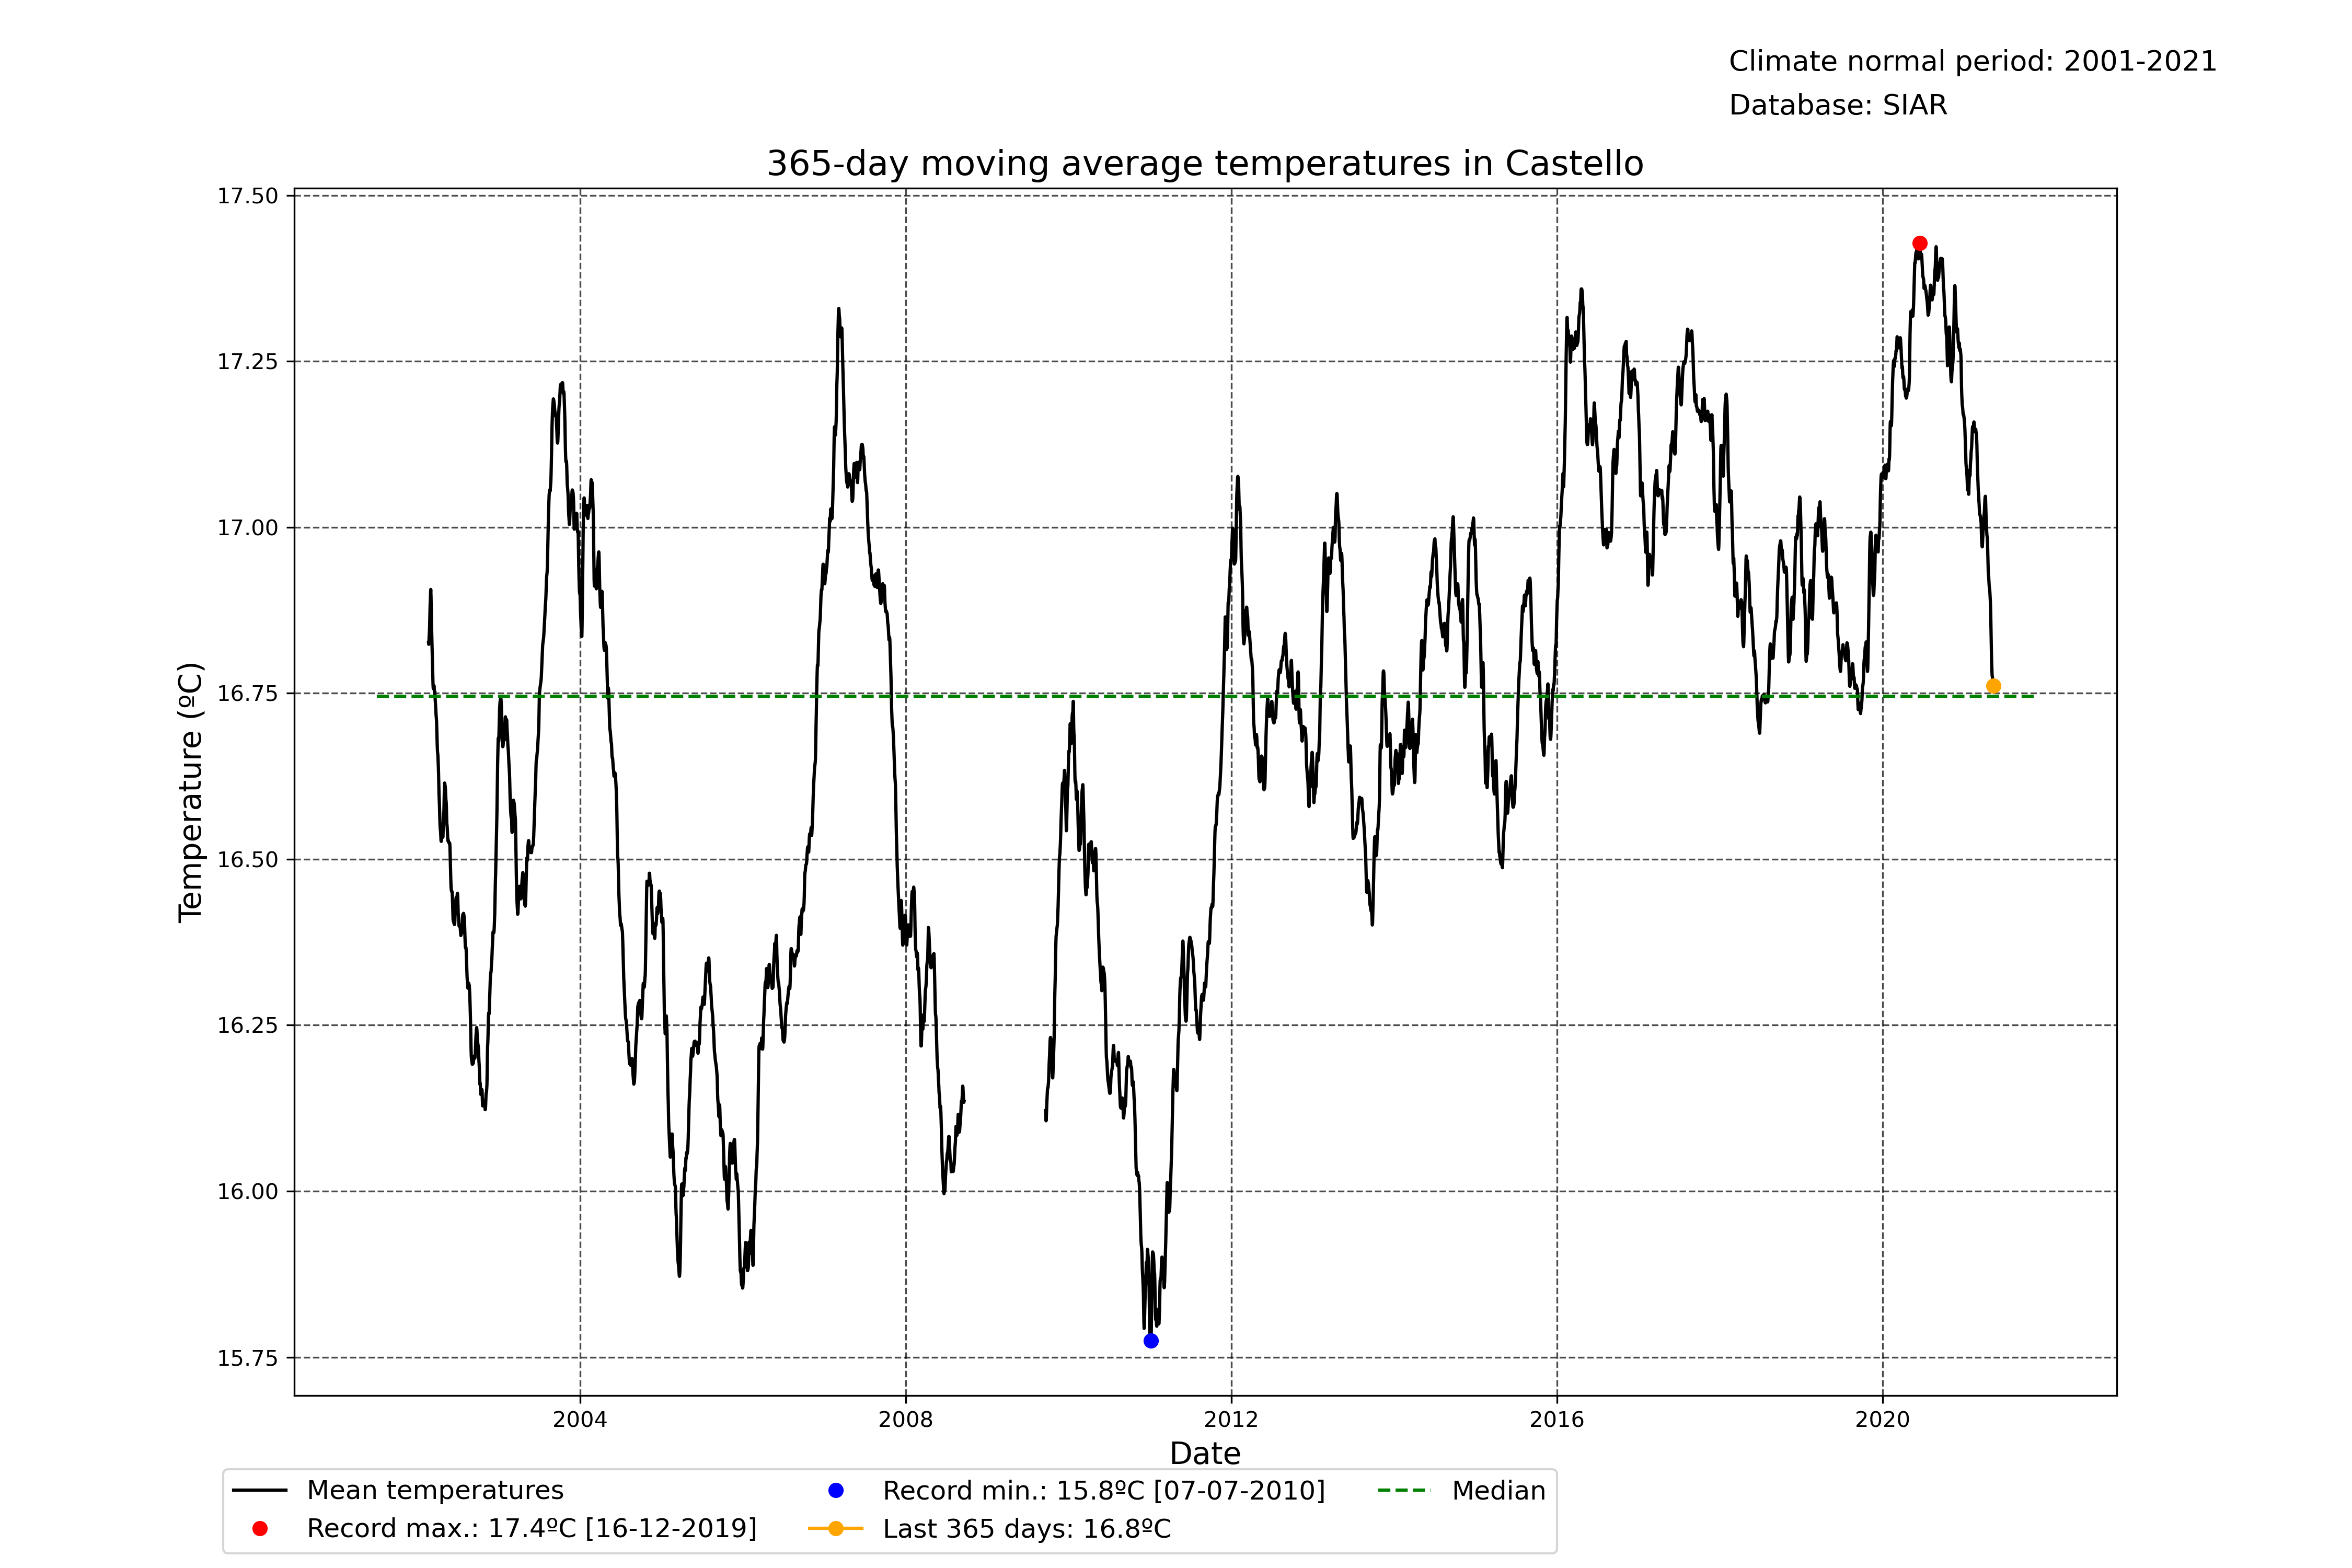 Climate normal period: 2001-2021
Database: SIAR
365-day moving average temperatures in Castello
17.50
17.25
17.00
16.75
16.50
16.25
16.00
15.75
Temperature (ºC)
2004 2008 2012 2016 2020
Date
Mean temperatures
Record max.: 17.4ºC [16-12-2019]
Record min.: 15.8ºC [07-07-2010]
Last 365 days: 16.8ºC
Median